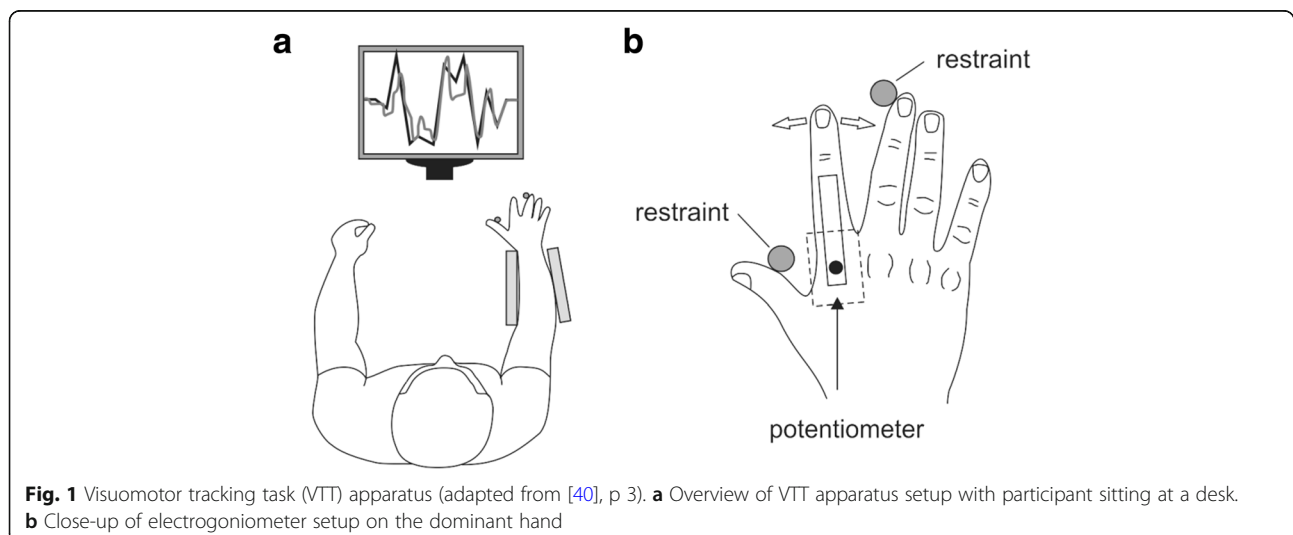 a
b
restraint
restraint
potentiometer
Fig. 1 Visuomotor tracking task (VTT) apparatus (adapted from [40], p 3). a Overview of VTT apparatus setup with participant sitting at a desk.
b Close-up of electrogoniometer setup on the dominant hand